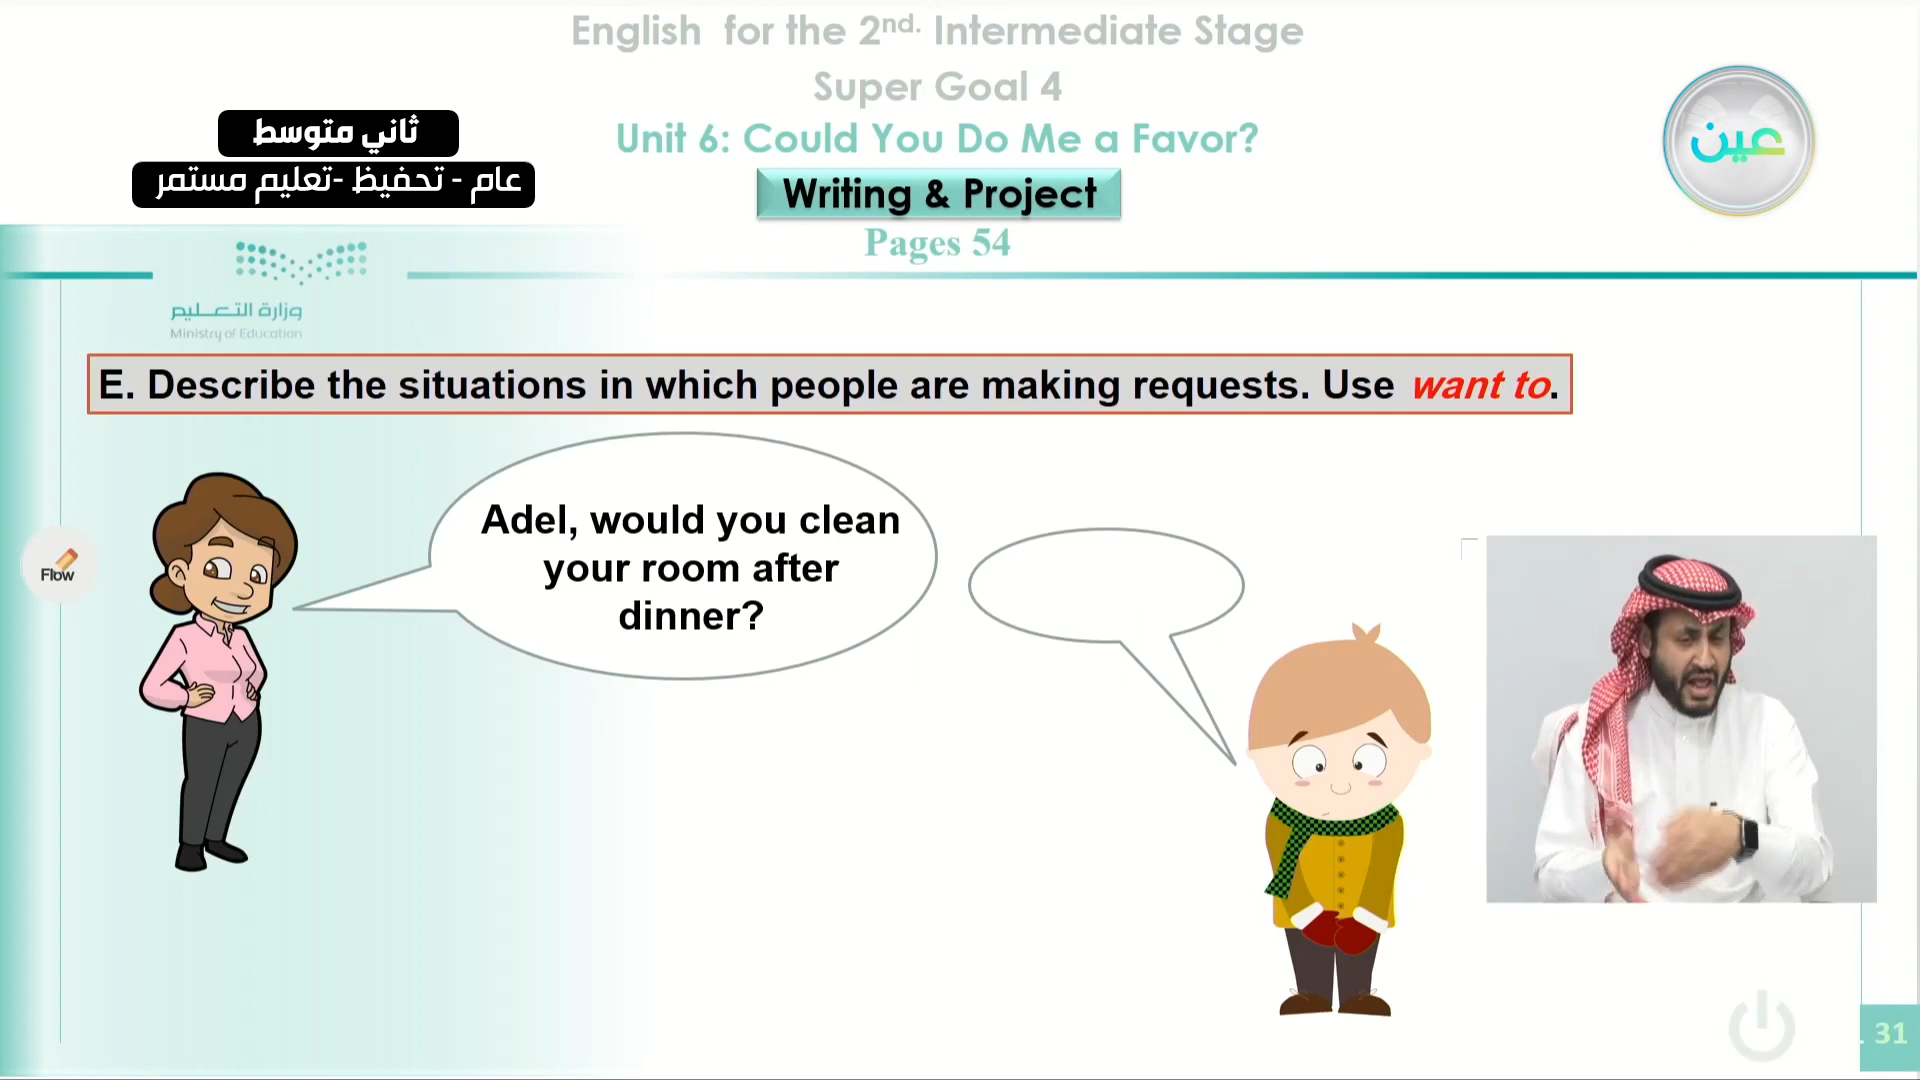 English for the 2nd. Intermediate Stage
Super Goal 4
Unit 6: Could You Do Me a Favor?
Writing & Project
Pages 54
ثاني متوسط
عام - تحفيظ -تعليم مستمر
عين
وزارة التعليم
Ministry of Education
E. Describe the situations in which people are making requests. Use want to.
Adel, would you clean
your room after
dinner?
Flow
31